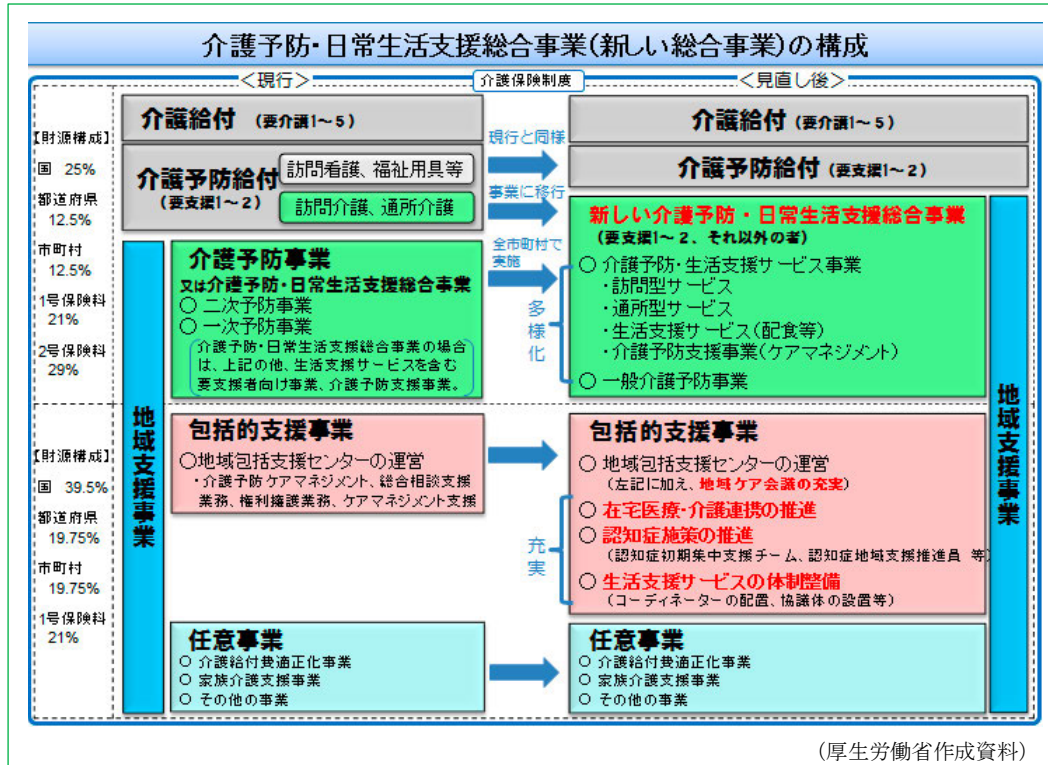 介護予防・日常生活支援総合事業(新しい総合事業)の構成
<現行>
介護保険制度
<見直し後>
【財源構成】
国 25%
都道府県
12.5%
市町村
12.5%
1号保険料
21%
2号保険料
29%
介護給付 (要介護1~5)
介護予防給付
(要支援1~2)
訪問看護、福祉用具等
訪問介護、通所介護
現行と同様
事業に移行
全市町村で
実施
多様化
介護給付 (要介護1~5)
介護予防給付 (要支援1~2)
介護予防事業
又は介護予防・日常生活支援総合事業
○ 二次予防事業
○ 一次予防事業
介護予防・日常生活支援総合事業の場合
は、上記の他、生活支援サービスを含む
要支援者向け事業、介護予防支援事業。
新しい介護予防・日常生活支援総合事業
(要支援1~2、それ以外の者)
○ 介護予防・生活支援サービス事業
・訪問型サービス
・通所型サービス
・生活支援サービス(配食等)
・介護予防支援事業(ケアマネジメント)
○ 一般介護予防事業
地域支援事業
【財源構成】
国 39.5%
都道府県
19.75%
市町村
19.75%
1号保険料
21%
包括的支援事業
○地域包括支援センターの運営
・介護予防ケアマネジメント、総合相談支援
業務、権利擁護業務、ケアマネジメント支援
充実
包括的支援事業
○ 地域包括支援センターの運営
(左記に加え、地域ケア会議の充実)
○ 在宅医療・介護連携の推進
○ 認知症施策の推進
(認知症初期集中支援チーム、認知症地域支援推進員 等)
○ 生活支援サービスの体制整備
(コーディネーターの配置、協議体の設置等)
地域支援事業
任意事業
○ 介護給付費適正化事業
○ 家族介護支援事業
○ その他の事業
任意事業
○ 介護給付費適正化事業
○ 家族介護支援事業
○ その他の事業
(厚生労働省作成資料)